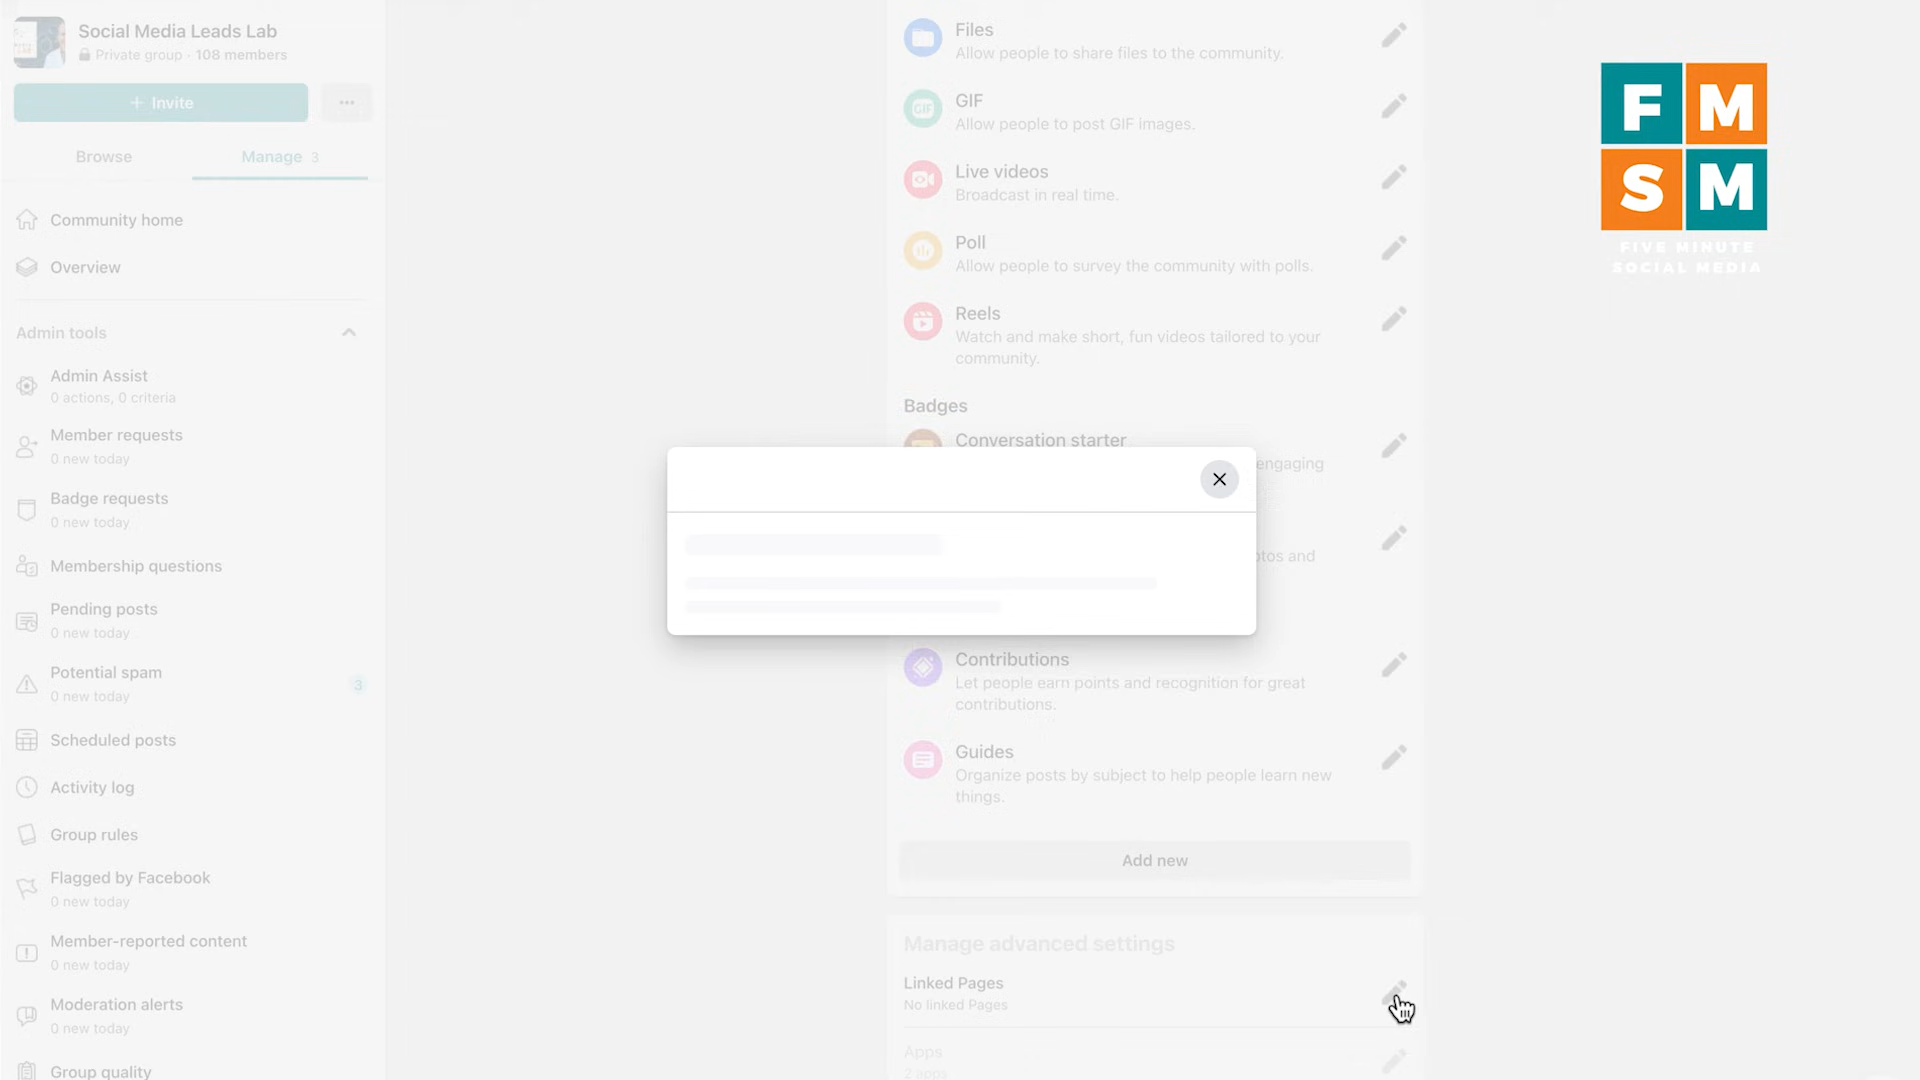 Social Media Leads Lab
Private group · 108 members
+ Invite
Browse
Manage 3
Community home
Overview
Admin tools
Admin Assist
0 actions, 0 criteria
Member requests
0 new today
Badge requests
0 new today
Membership questions
Pending posts
0 new today
Potential spam
0 new today
3
Scheduled posts
Activity log
Group rules
Flagged by Facebook
0 new today
Member-reported content
0 new today
Moderation alerts
0 new today
Group quality
Files
Allow people to share files to the community.
GIF
GIF
Allow people to post GIF images.
Live videos
Broadcast in real time.
Poll
Allow people to survey the community with polls.
Reels
Watch and make short, fun videos tailored to your
community.
Badges
Conversation starter
engaging
and
Contributions
Let people earn points and recognition for great
contributions.
Guides
Organize posts by subject to help people learn new
things.
Add new
Manage advanced settings
Linked Pages
No linked Pages
Apps
2 apps
F M
S M
FIVE MINUTE
SOCIAL MEDIA